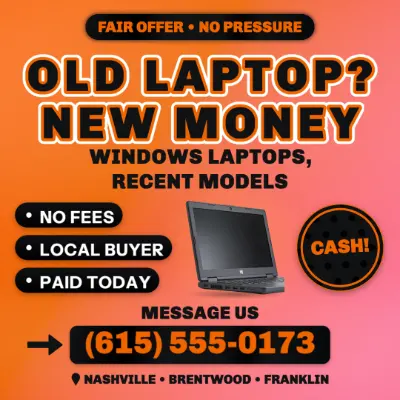 FAIR OFFER • NO PRESSURE
OLD LAPTOP?
NEW MONEY
WINDOWS LAPTOPS,
RECENT MODELS
• NO FEES
• LOCAL BUYER
• PAID TODAY
CASH!
MESSAGE US
(615) 555-0173
NASHVILLE • BRENTWOOD • FRANKLIN